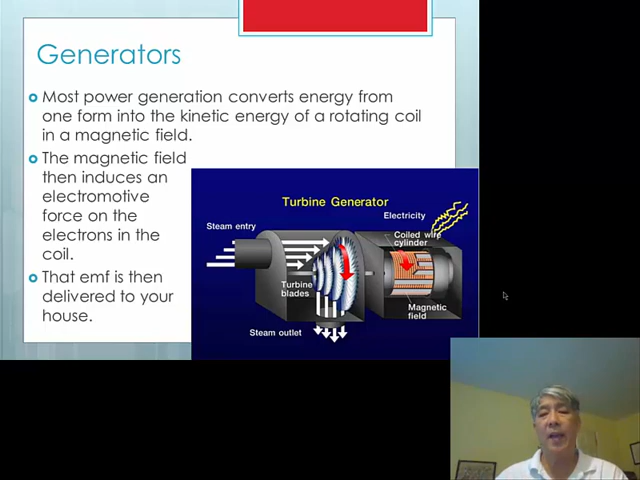 Generators
Most power generation converts energy from
one form into the kinetic energy of a rotating coil
in a magnetic field.
The magnetic field
then induces an
electromotive
force on the
electrons in the
coil.
That emf is then
delivered to your
house.
Turbine Generator
Electricity
Steam entry
Coiled wire
cylinder
Turbine
blades
Magnetic
field
Steam outlet